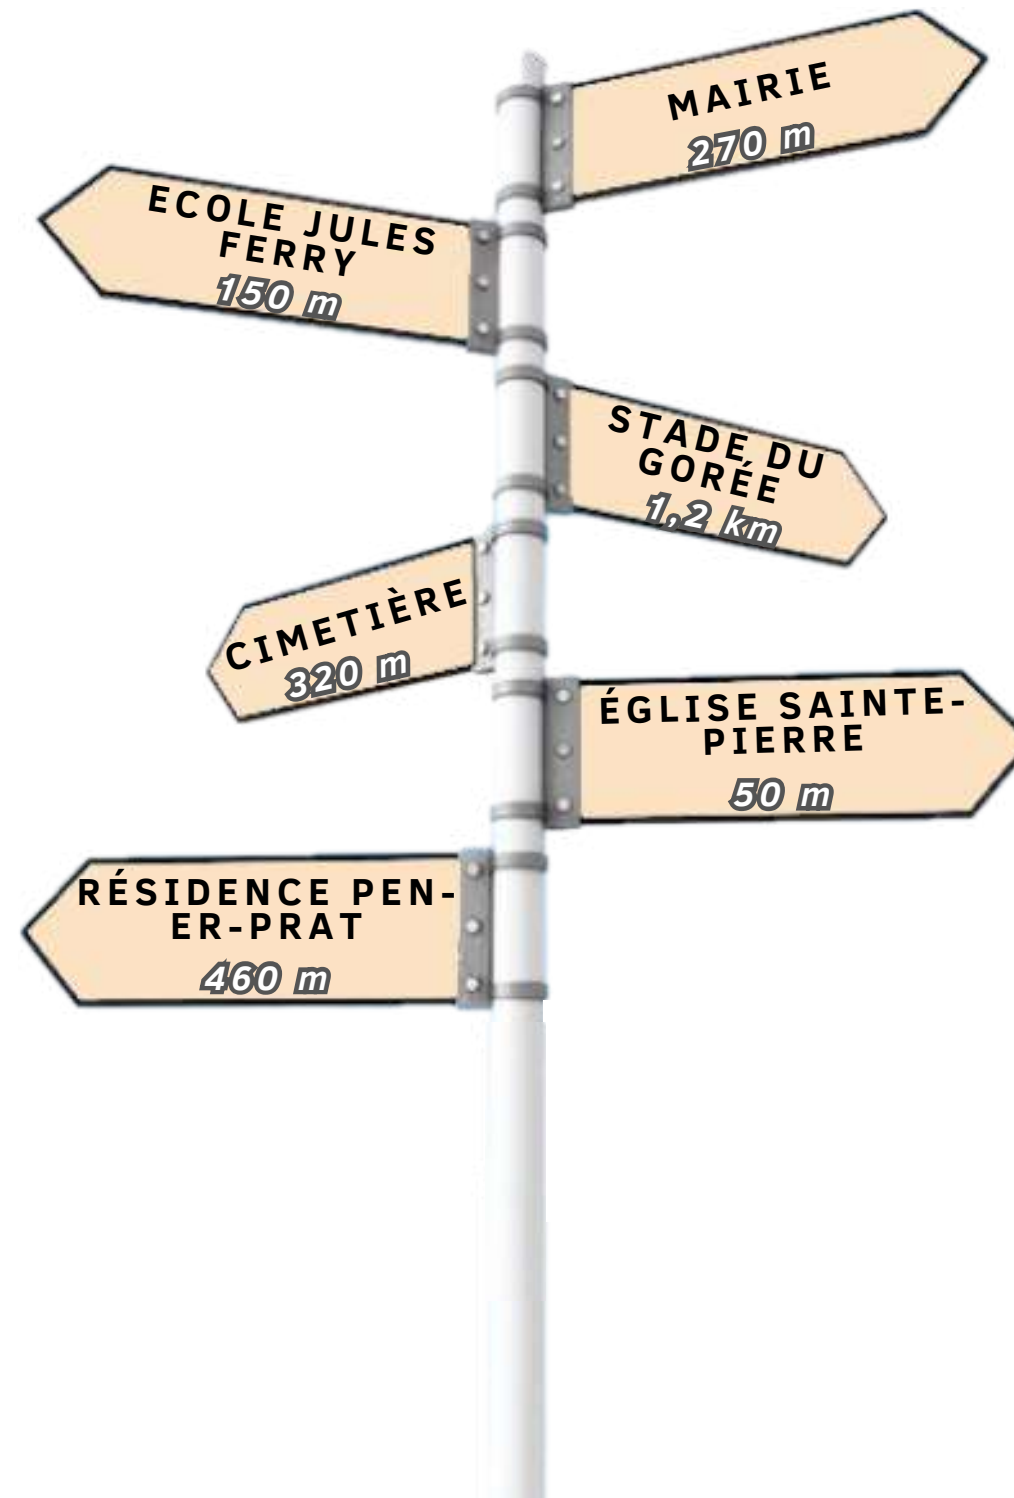 MAIRIE
270 m
ECOLE JULES
FERRY
150 m
STADE DU
GORÉE
1,2 km
CIMETIÈRE
320 m
ÉGLISE SAINTE-
PIERRE
50 m
RÉSIDENCE PEN-
ER-PRAT
460 m